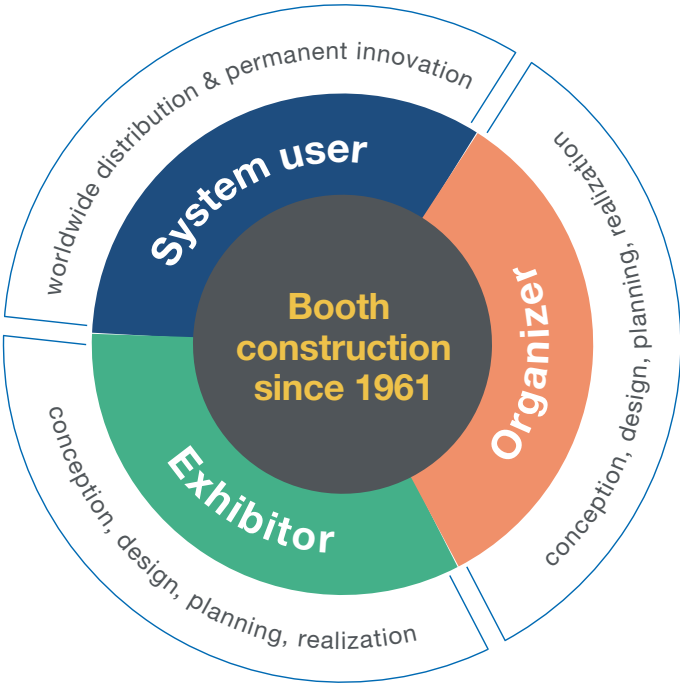 worldwide distribution & permanent innovation
System user
conception, design, planning, realization
Organizer
Booth
construction
since 1961
Exhibitor
conception, design, planning, realization